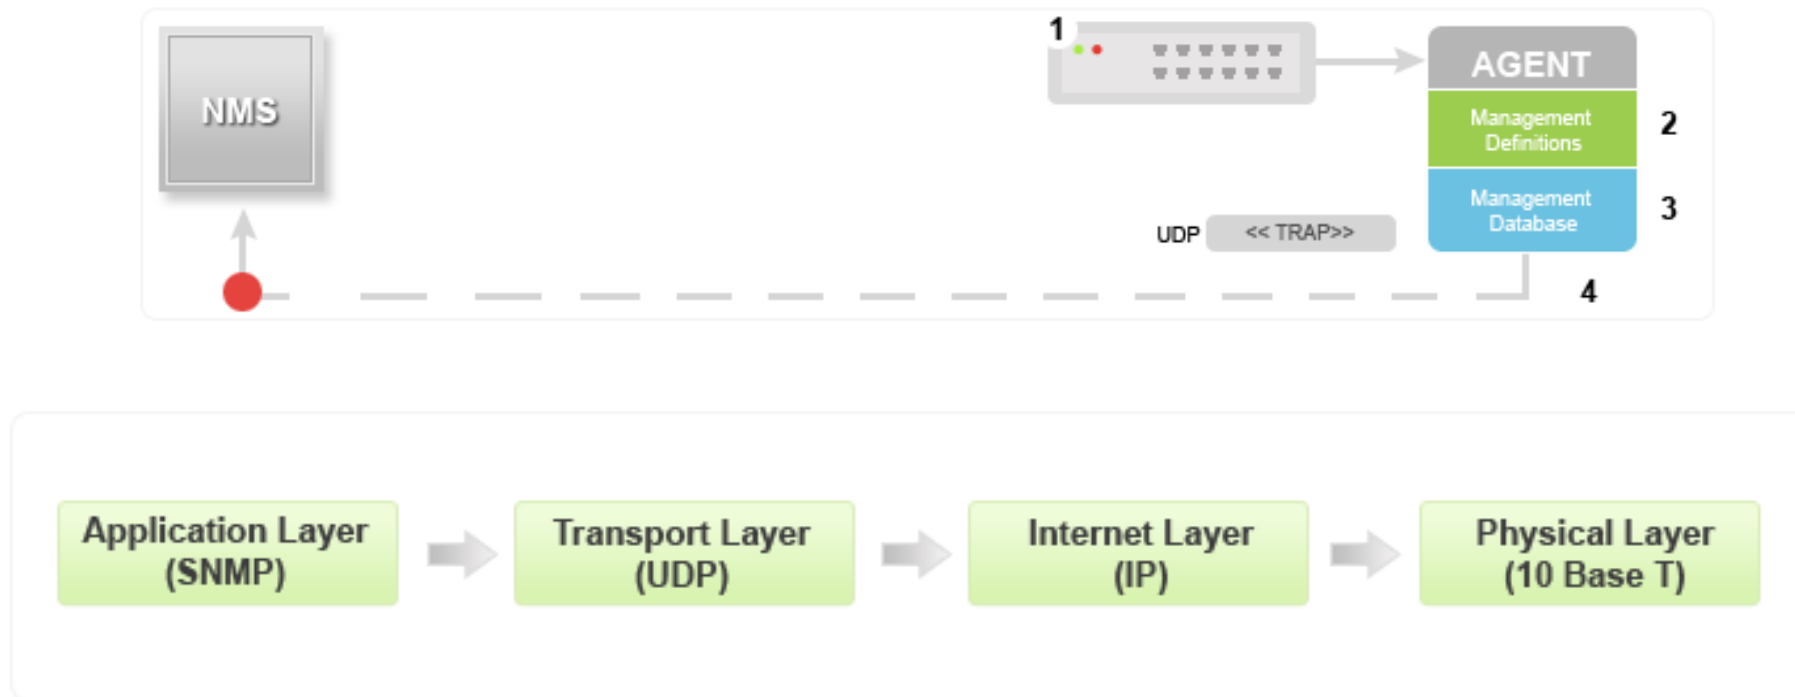 NMS
1
AGENT
Management
Definitions
2
Management
Database
3
UDP
<< TRAP>>
4
Application Layer
(SNMP)
Transport Layer
(UDP)
Internet Layer
(IP)
Physical Layer
(10 Base T)